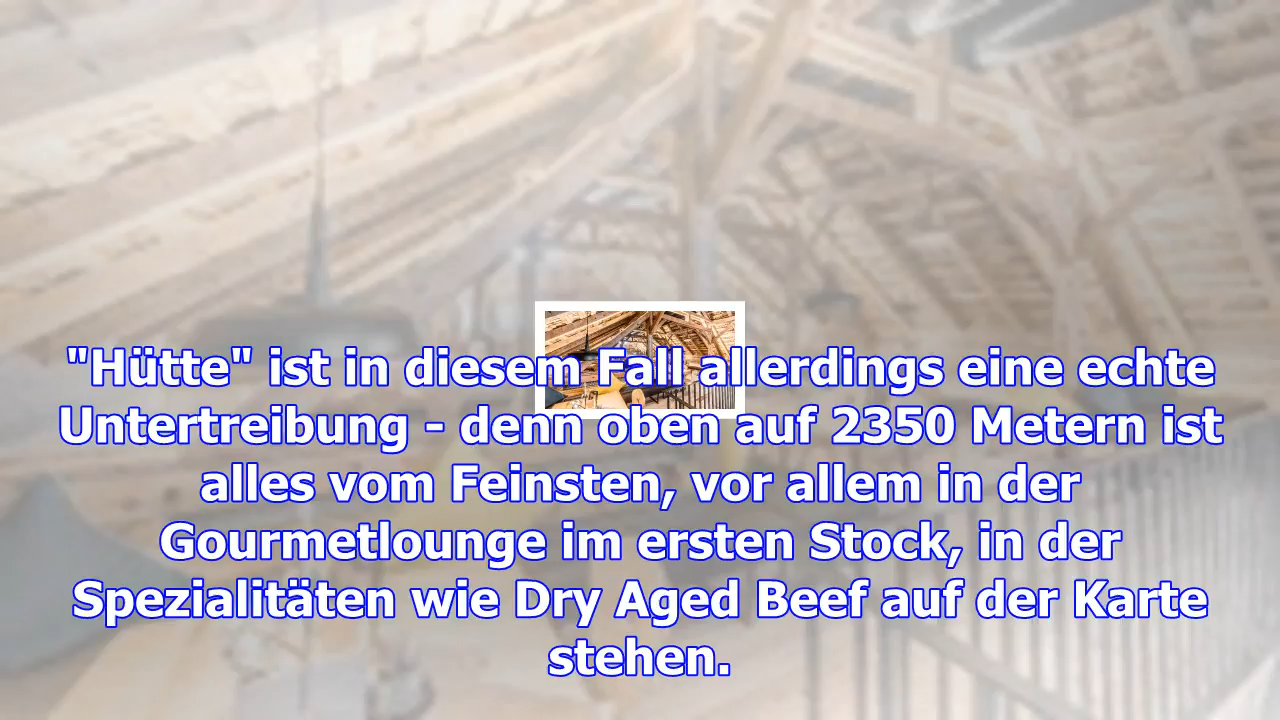 "Hütte" ist in diesem Fall allerdings eine echte
Untertreibung - denn oben auf 2350 Metern ist
alles vom Feinsten, vor allem in der
Gourmetlounge im ersten Stock, in der
Spezialitäten wie Dry Aged Beef auf der Karte
stehen.